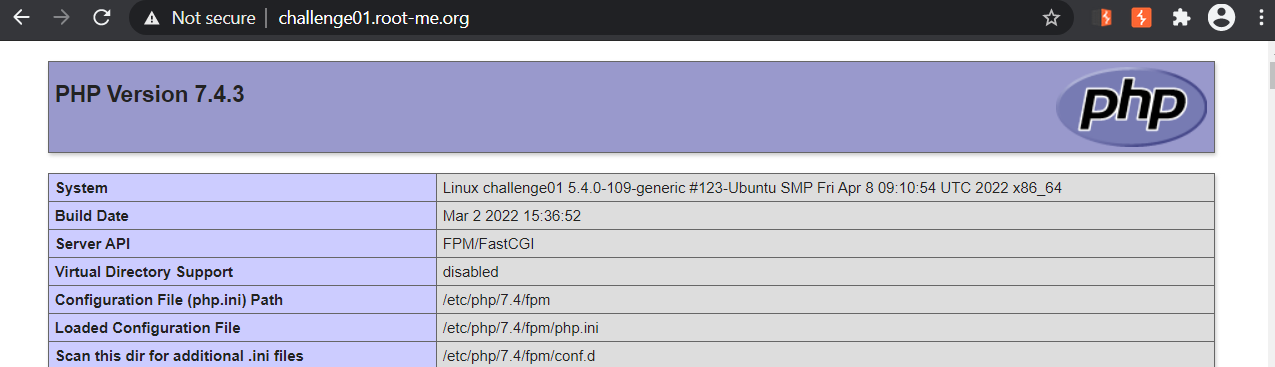 Not secure | challenge01.root-me.org
PHP Version 7.4.3
php
System Linux challenge01 5.4.0-109-generic #123-Ubuntu SMP Fri Apr 8 09:10:54 UTC 2022 x86_64
Build Date Mar 2 2022 15:36:52
Server API FPM/FastCGI
Virtual Directory Support disabled
Configuration File (php.ini) Path /etc/php/7.4/fpm
Loaded Configuration File /etc/php/7.4/fpm/php.ini
Scan this dir for additional .ini files /etc/php/7.4/fpm/conf.d